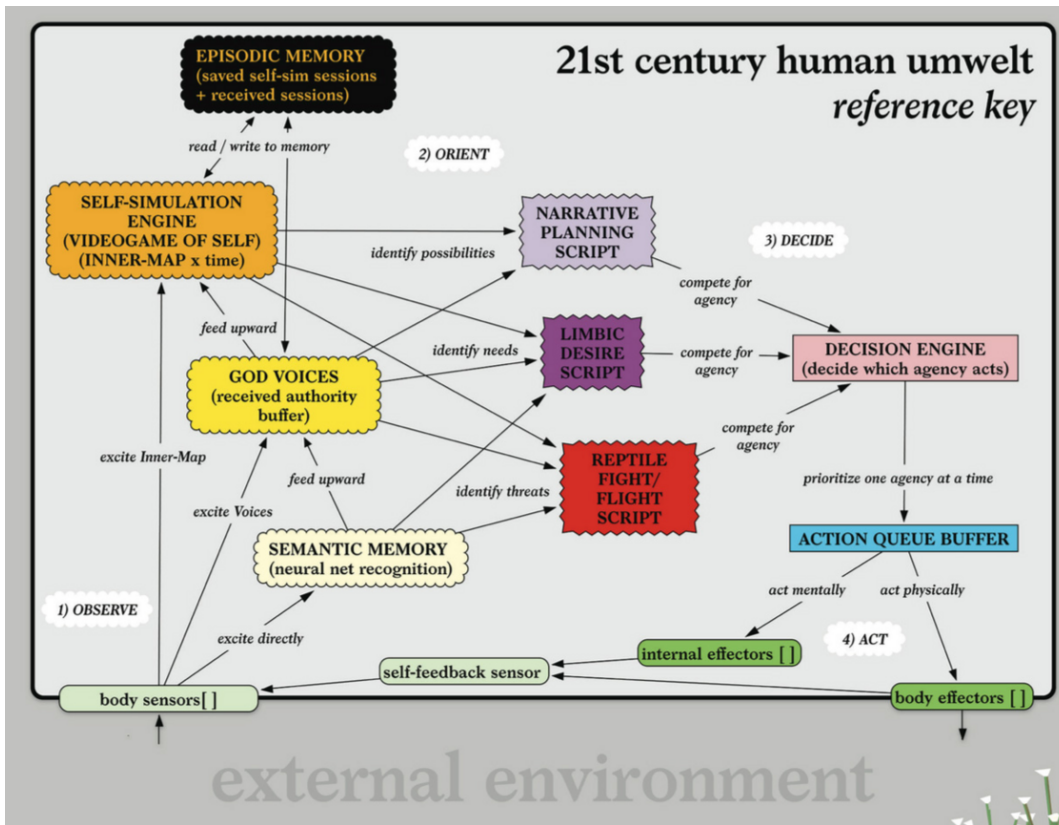 21st century human umwelt
reference key
EPISODIC MEMORY
(saved self-sim sessions
+ received sessions)
read / write to memory
2) ORIENT
SELF-SIMULATION
ENGINE
(VIDEOGAME OF SELF)
(INNER-MAP x time)
NARRATIVE
PLANNING
SCRIPT
3) DECIDE
identify possibilities
compete for
agency
feed upward
LIMBIC
DESIRE
SCRIPT
identify needs
compete for
agency
DECISION ENGINE
(decide which agency acts)
GOD VOICES
(received authority
buffer)
compete for
agency
excite Inner-Map
REPTILE
FIGHT/
FLIGHT
SCRIPT
feed upward
identify threats
prioritize one agency at a time
excite Voices
SEMANTIC MEMORY
(neural net recognition)
ACTION QUEUE BUFFER
act mentally
act physically
1) OBSERVE
excite directly
4) ACT
internal effectors [ ]
self-feedback sensor
body sensors[ ]
body effectors [ ]
external environment